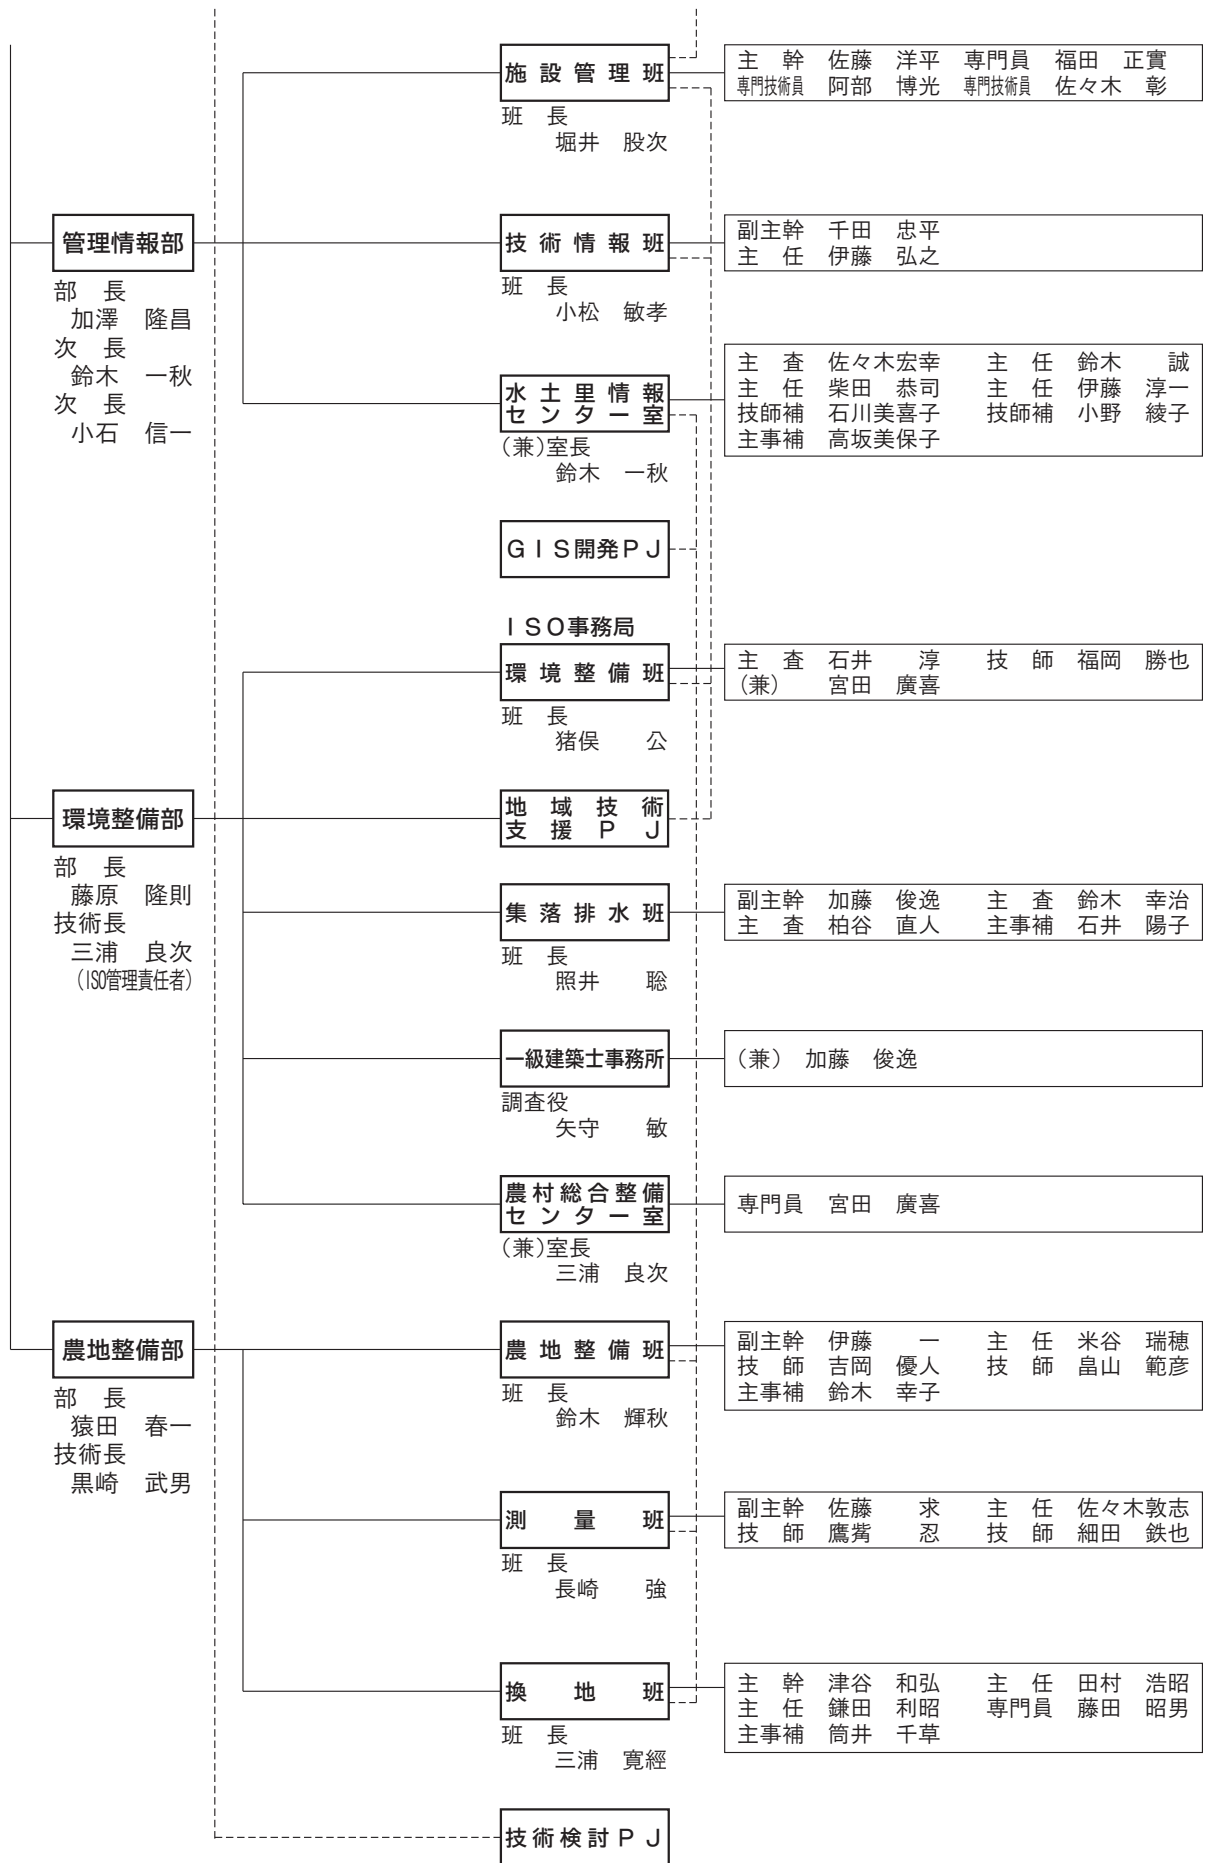 施設管理班
班　長
堀井　股次
主　幹　佐藤　洋平　専門員　福田　正實
専門技術員　阿部　博光　専門技術員　佐々木　彰
管理情報部
部　長
加澤　隆昌
次　長
鈴木　一秋
次　長
小石　信一
技術情報班
班　長
小松　敏孝
副主幹　千田　忠平
主　任　伊藤　弘之
水土里情報
センター室
(兼)室長
鈴木　一秋
主　査　佐々木宏幸　主　任　鈴木　誠
主　任　柴田　恭司　主　任　伊藤　淳一
技師補　石川美喜子　技師補　小野　綾子
主事補　高坂美保子
ＧＩＳ開発ＰＪ
ＩＳＯ事務局
環境整備班
班　長
猪俣　公
主　査　石井　淳　技　師　福岡　勝也
(兼)　宮田　廣喜
環境整備部
部　長
藤原　隆則
技術長
三浦　良次
(ISO管理責任者)
地域技術
支援ＰＪ
集落排水班
班　長
照井　聡
副主幹　加藤　俊逸　主　査　鈴木　幸治
主　査　柏谷　直人　主事補　石井　陽子
一級建築士事務所
調査役
矢守　敏
(兼)　加藤　俊逸
農村総合整備
センター室
(兼)室長
三浦　良次
専門員　宮田　廣喜
農地整備部
部　長
猿田　春一
技術長
黒崎　武男
農地整備班
班　長
鈴木　輝秋
副主幹　伊藤　一　主　任　米谷　瑞穂
技　師　吉岡　優人　技　師　畠山　範彦
主事補　鈴木　幸子
測量班
班　長
長崎　強
副主幹　佐藤　求　主　任　佐々木敦志
技　師　鷹觜　忍　技　師　細田　鉄也
換地班
班　長
三浦　寛經
主　幹　津谷　和弘　主　任　田村　浩昭
主　任　鎌田　利昭　専門員　藤田　昭男
主事補　筒井　千草
技術検討ＰＪ